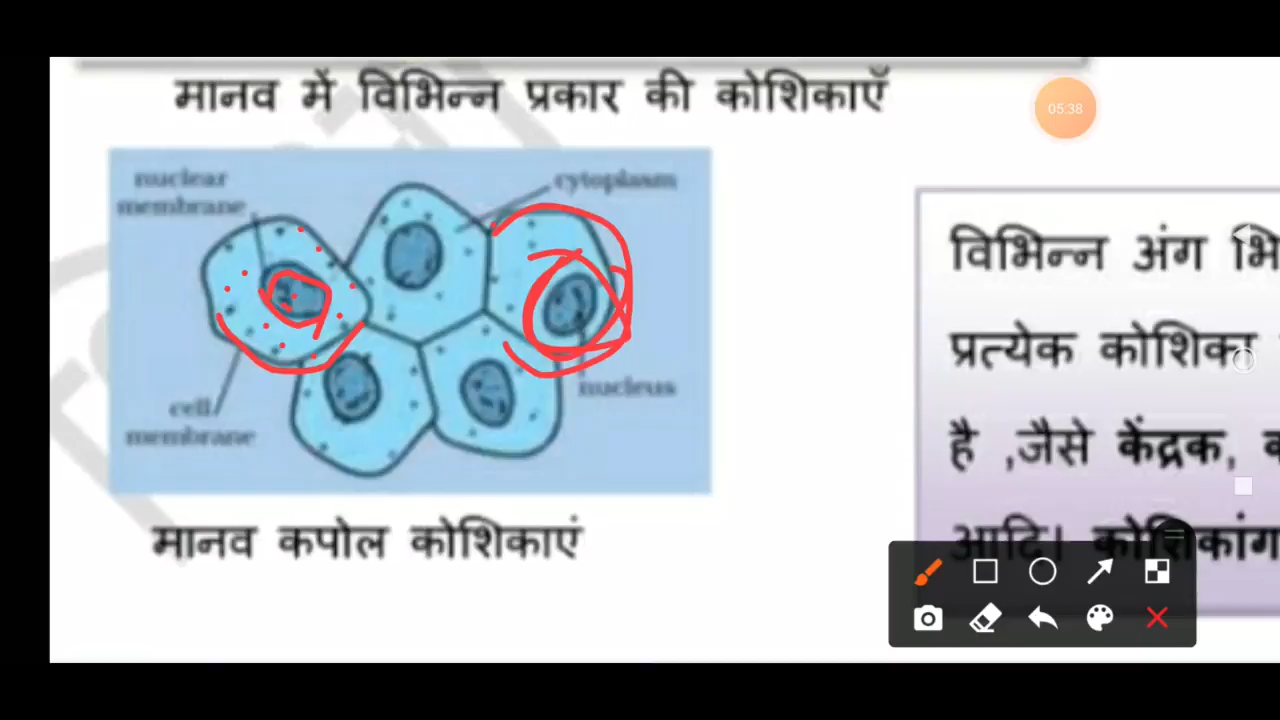 मानव में विभिन्न प्रकार की कोशिकाएँ
05:38
nuclear
membrane
cytoplasm
nucleus
cell
membrane
मानव कपोल कोशिकाएं
विभिन्न अंग
प्रत्येक कोशिका
है ,जैसे केंद्रक,
आदि। कोशिकांग